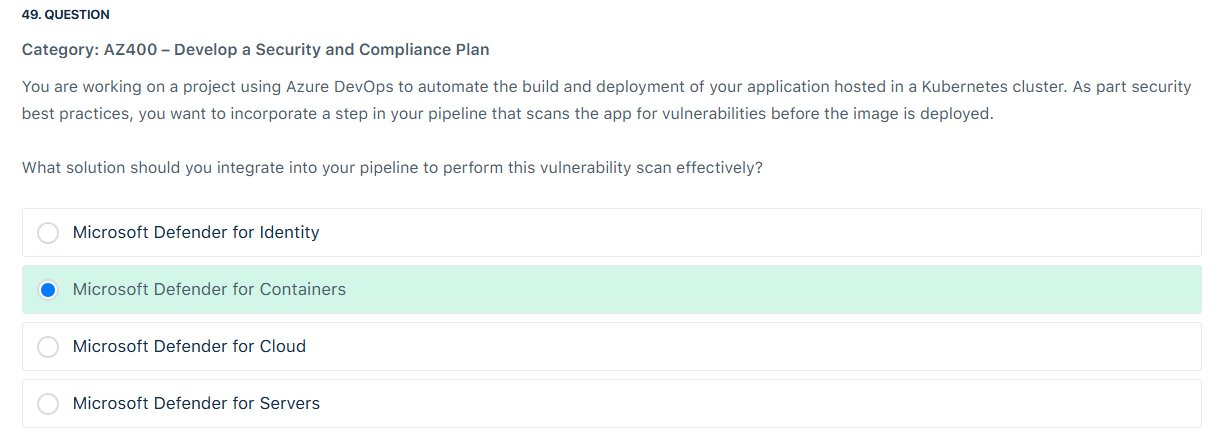 49. QUESTION
Category: AZ400 – Develop a Security and Compliance Plan
You are working on a project using Azure DevOps to automate the build and deployment of your application hosted in a Kubernetes cluster. As part security
best practices, you want to incorporate a step in your pipeline that scans the app for vulnerabilities before the image is deployed.
What solution should you integrate into your pipeline to perform this vulnerability scan effectively?
Microsoft Defender for Identity
Microsoft Defender for Containers
Microsoft Defender for Cloud
Microsoft Defender for Servers